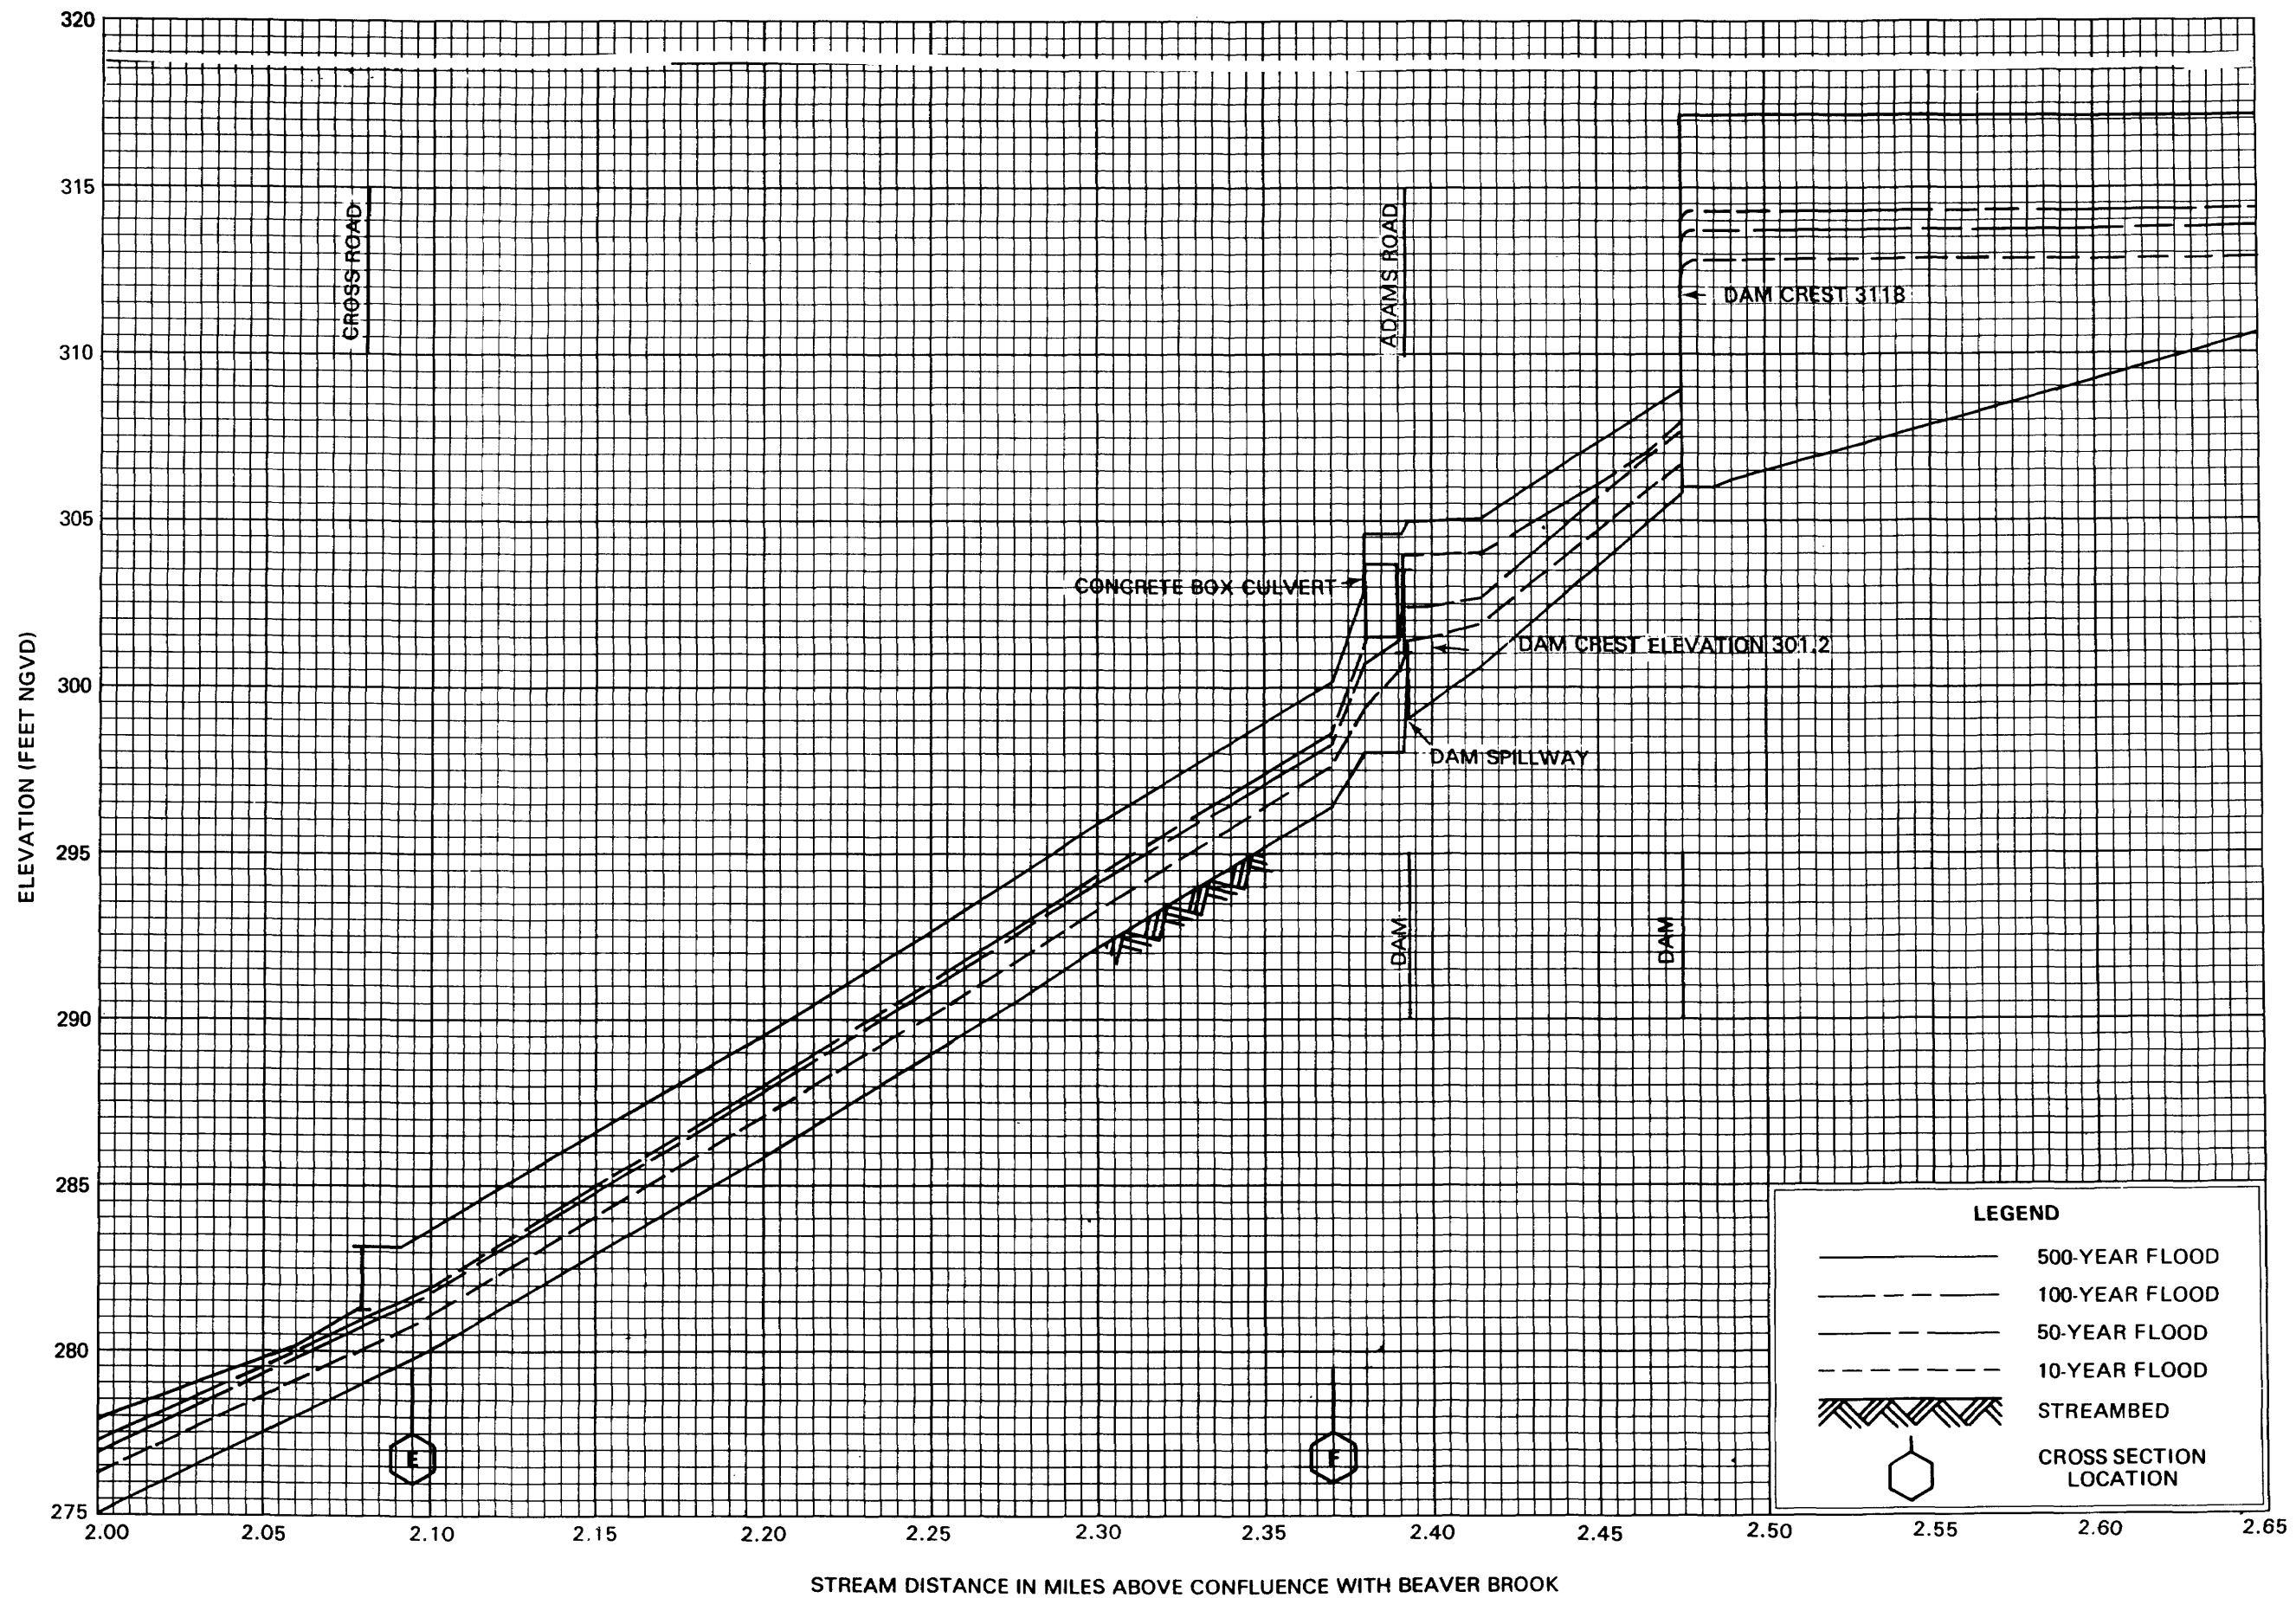 320
315
310
305
300
295
290
285
280
275
ELEVATION (FEET NGVD)
CROSS ROAD
ADAMS ROAD
DAM CREST 311.8
CONCRETE BOX CULVERT
DAM CREST ELEVATION 301.2
DAM SPILLWAY
DAM
DAM
E
F
LEGEND
500-YEAR FLOOD
100-YEAR FLOOD
50-YEAR FLOOD
10-YEAR FLOOD
STREAMBED
CROSS SECTION
LOCATION
2.00 2.05 2.10 2.15 2.20 2.25 2.30 2.35 2.40 2.45 2.50 2.55 2.60 2.65
STREAM DISTANCE IN MILES ABOVE CONFLUENCE WITH BEAVER BROOK